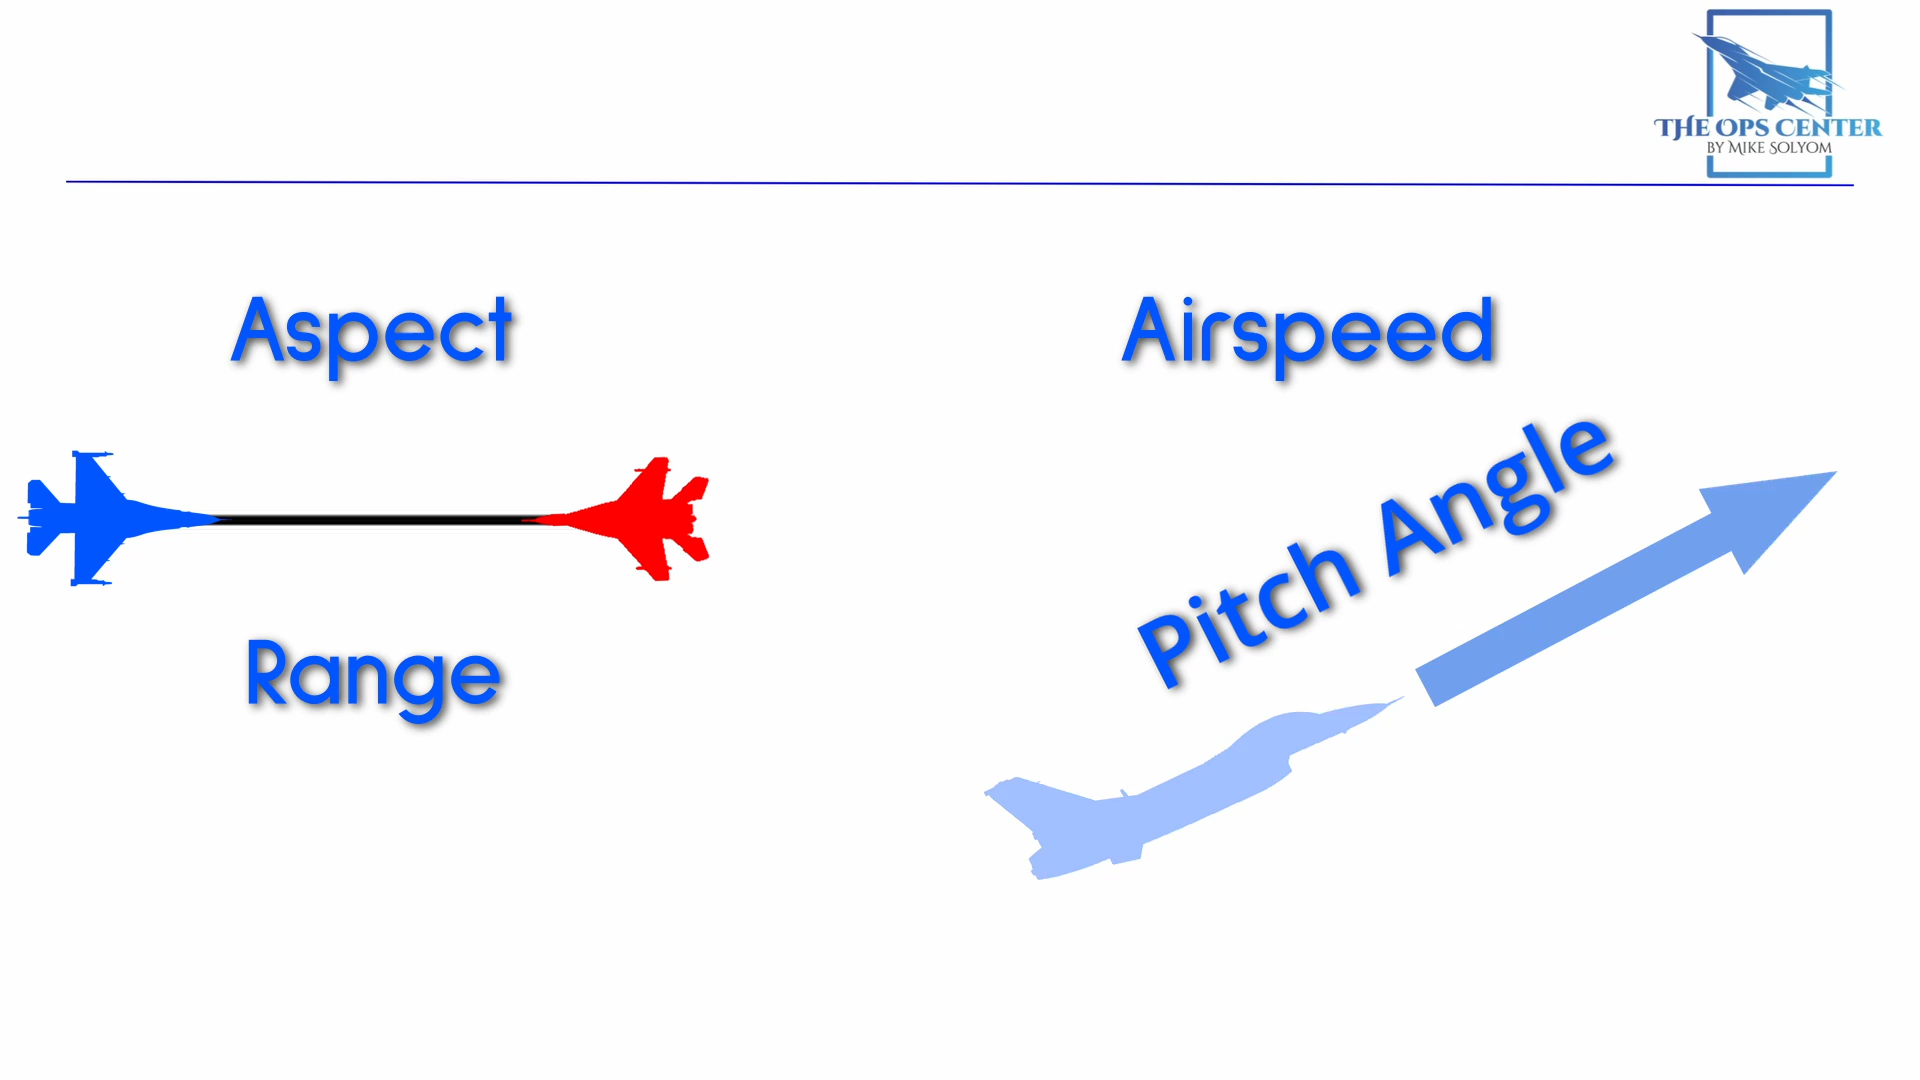 THE OPS CENTER
BY MIKE SOLYOM
Aspect
Airspeed
Pitch Angle
Range